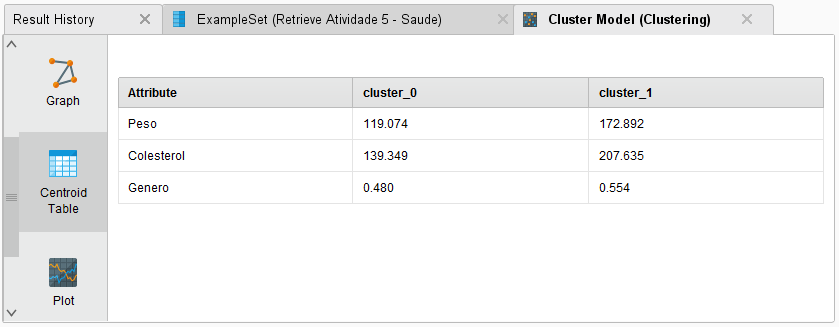 Result History
ExampleSet (Retrieve Atividade 5 - Saude)
Cluster Model (Clustering)
Graph
Centroid
Table
Plot
Attribute cluster_0 cluster_1
Peso 119.074 172.892
Colesterol 139.349 207.635
Genero 0.480 0.554